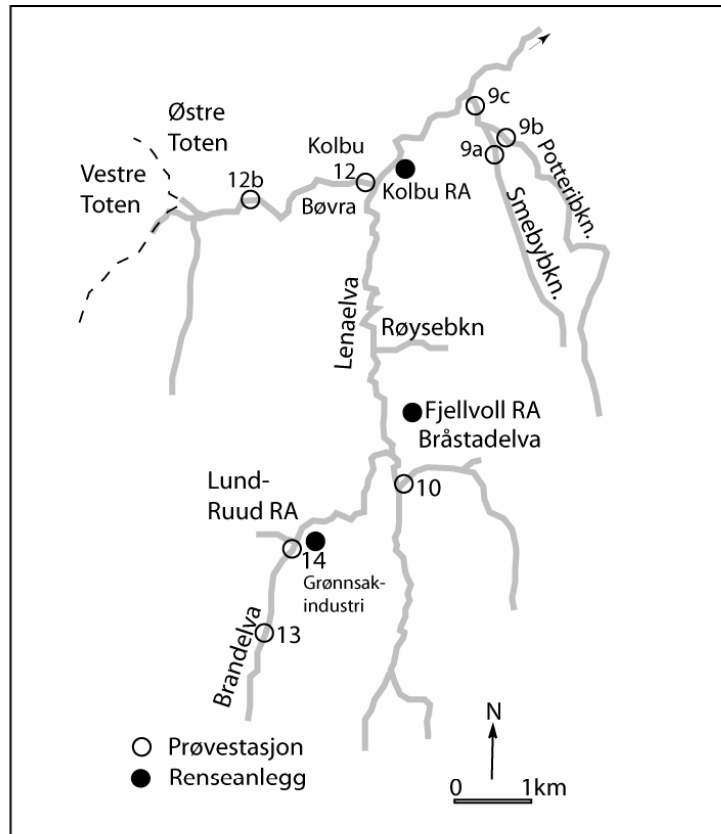 9c
Østre
Toten
9b
Kolbu
9a
Potteribkn.
Vestre
Toten
12
Kolbu RA
12b
Bøvra
Smebybkn.
Lenaelva
Røysebkn
Fjellvoll RA
Bråstadelva
Lund-
Ruud RA
10
14
Grønnsak-
industri
13
Brandelva
N
Prøvestasjon
Renseanlegg
0 1km